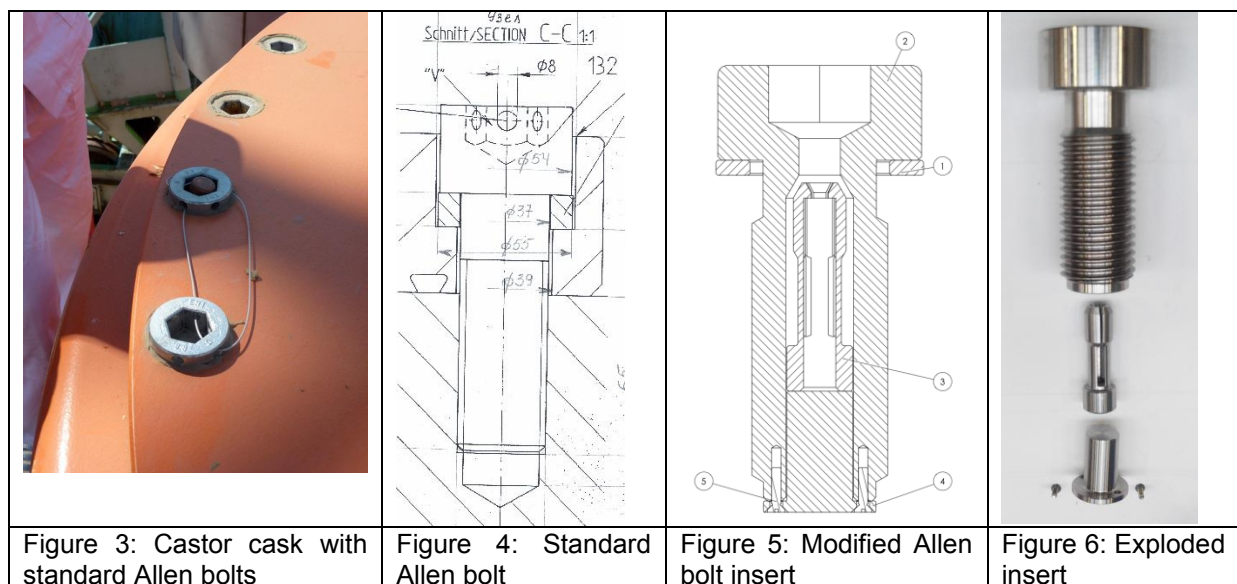 Узел
Schnitt/SECTION C-C 1:1
"V"
Ø8
132
Ø54
Ø37
Ø55
Ø39
2
1
3
5
4
Figure 3: Castor cask with
standard Allen bolts
Figure 4: Standard
Allen bolt
Figure 5: Modified Allen
bolt insert
Figure 6: Exploded
insert